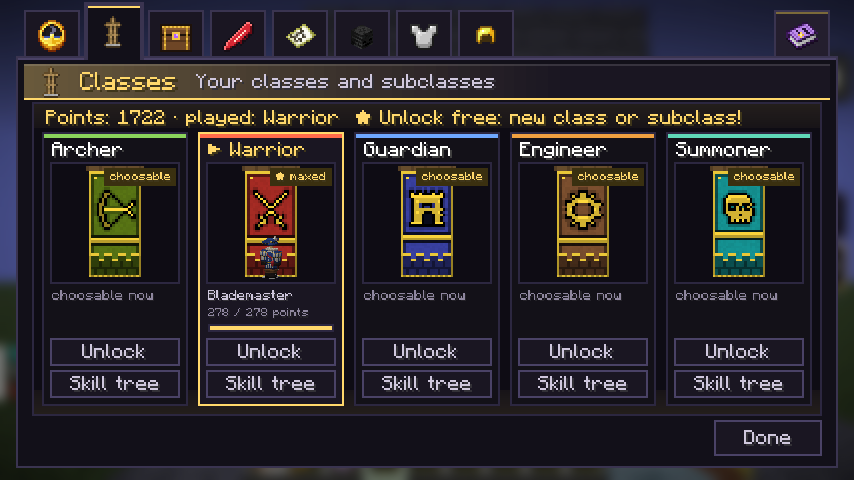 Classes Your classes and subclasses
Points: 1722 · played: Warrior ★ Unlock free: new class or subclass!
Archer
choosable
choosable now
Unlock
Skill tree
Warrior
★ maxed
Blademaster
278 / 278 points
Unlock
Skill tree
Guardian
choosable
choosable now
Unlock
Skill tree
Engineer
choosable
choosable now
Unlock
Skill tree
Summoner
choosable
choosable now
Unlock
Skill tree
Done